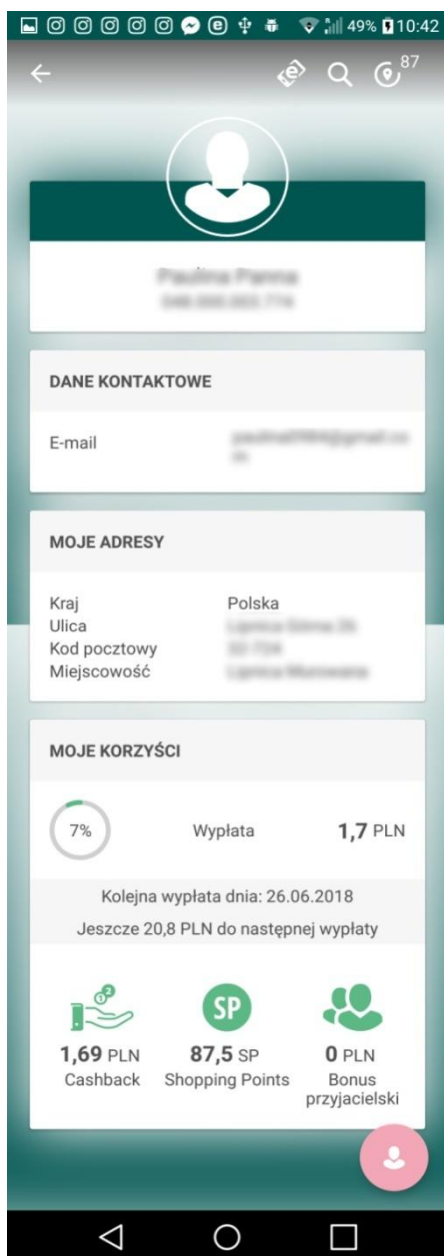 49% 10:42
87
DANE KONTAKTOWE
E-mail
MOJE ADRESY
Kraj Polska
Ulica
Kod pocztowy
Miejscowość
MOJE KORZYŚCI
7% Wypłata 1,7 PLN
Kolejna wypłata dnia: 26.06.2018
Jeszcze 20,8 PLN do następnej wypłaty
SP
1,69 PLN 87,5 SP 0 PLN
Cashback Shopping Points Bonus
przyjacielski